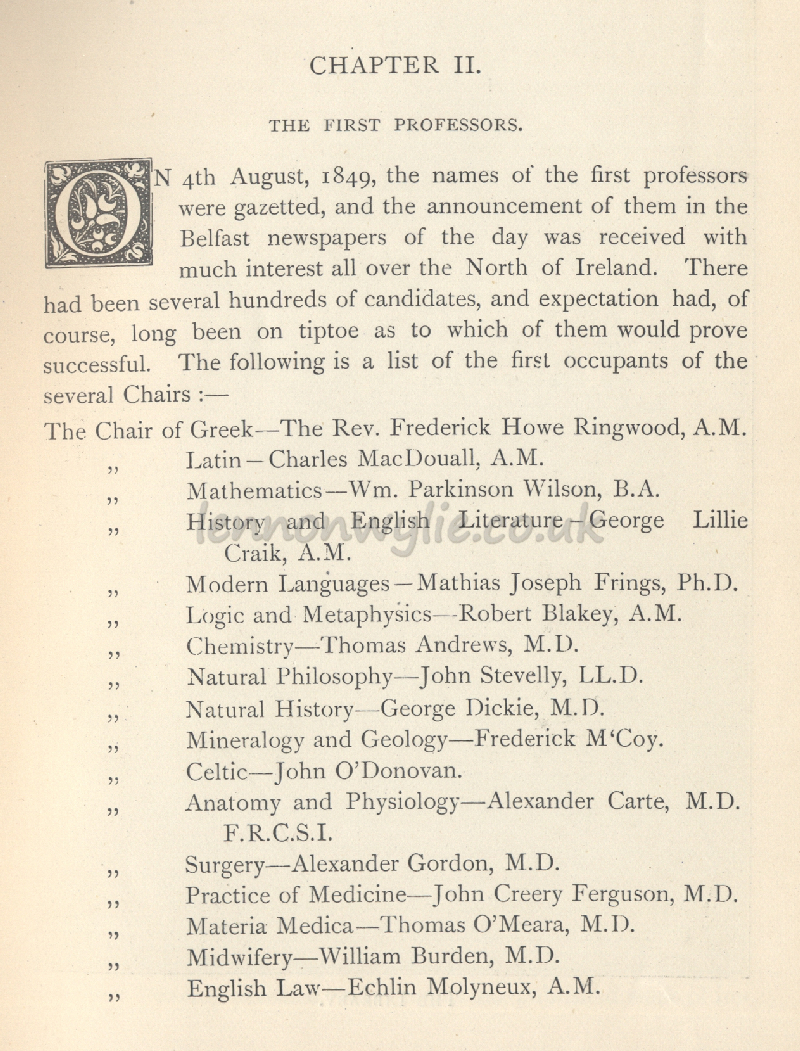 CHAPTER II.
THE FIRST PROFESSORS.
ON 4th August, 1849, the names of the first professors
were gazetted, and the announcement of them in the
Belfast newspapers of the day was received with
much interest all over the North of Ireland. There
had been several hundreds of candidates, and expectation had, of
course, long been on tiptoe as to which of them would prove
successful. The following is a list of the first occupants of the
several Chairs :—
The Chair of Greek—The Rev. Frederick Howe Ringwood, A.M.
„ Latin—Charles MacDouall, A.M.
„ Mathematics—Wm. Parkinson Wilson, B.A.
„ History and English Literature—George Lillie
lennonwylie.co.uk
Craik, A.M.
„ Modern Languages—Mathias Joseph Frings, Ph.D.
„ Logic and Metaphysics—Robert Blakey, A.M.
„ Chemistry—Thomas Andrews, M.D.
„ Natural Philosophy—John Stevelly, LL.D.
„ Natural History—George Dickie, M.D.
„ Mineralogy and Geology—Frederick M‘Coy.
„ Celtic—John O’Donovan.
„ Anatomy and Physiology—Alexander Carte, M.D.
F.R.C.S.I.
„ Surgery—Alexander Gordon, M.D.
„ Practice of Medicine—John Creery Ferguson, M.D.
„ Materia Medica—Thomas O’Meara, M.D.
„ Midwifery—William Burden, M.D.
„ English Law—Echlin Molyneux, A.M.